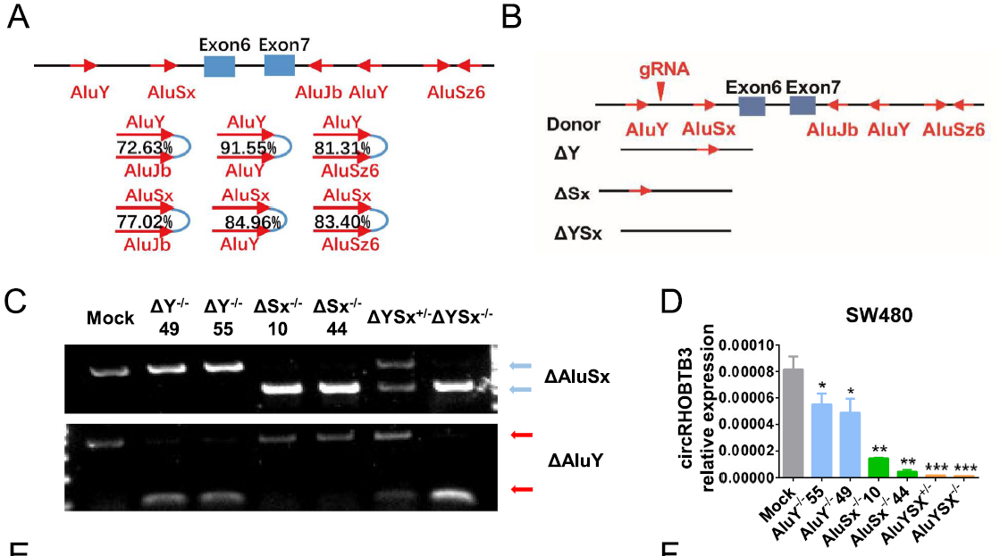 A
Exon6 Exon7
AluY AluSx AluJb AluY AluSz6
AluY AluY AluY
72.63% 91.55% 81.31%
AluJb AluY AluSz6
AluSx AluSx AluSx
77.02% 84.96% 83.40%
AluJb AluY AluSz6
B
gRNA
Exon6 Exon7
Donor AluY AluSx AluJb AluY AluSz6
ΔY
ΔSx
ΔYSx
C
Mock ΔY-/- 49 ΔY-/- 55 ΔSx-/- 10 ΔSx-/- 44 ΔYSx+/- ΔYSx-/-
ΔAluSx
ΔAluY
D
SW480
circRHOBTB3
relative expression
0.00010
0.00008
0.00006
0.00004
0.00002
0.00000
* * ** ** *** ***
Mock
AluY-/- 55
AluY-/- 49
AluSx-/- 10
AluSx-/- 44
AluYSx+/-
AluYSx-/-